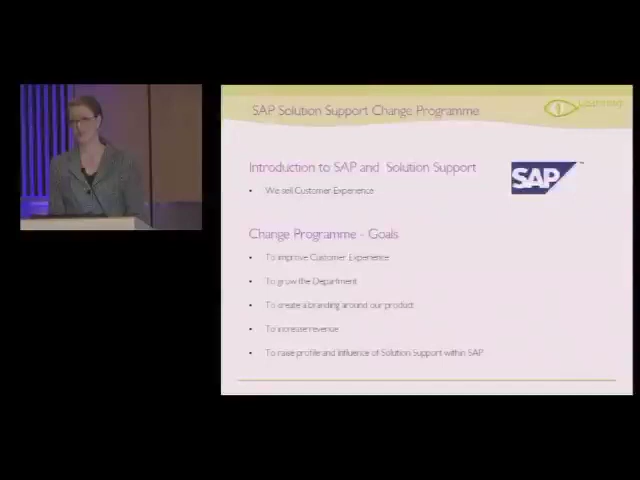 SAP Solution Support Change Programme
Learning
Introduction to SAP and Solution Support
SAP
• We sell Customer Experience
Change Programme - Goals
• To improve Customer Experience
• To grow the Department
• To create a branding around our product
• To increase revenue
• To raise profile and influence of Solution Support within SAP